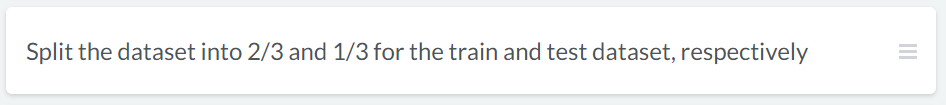 Split the dataset into 2/3 and 1/3 for the train and test dataset, respectively